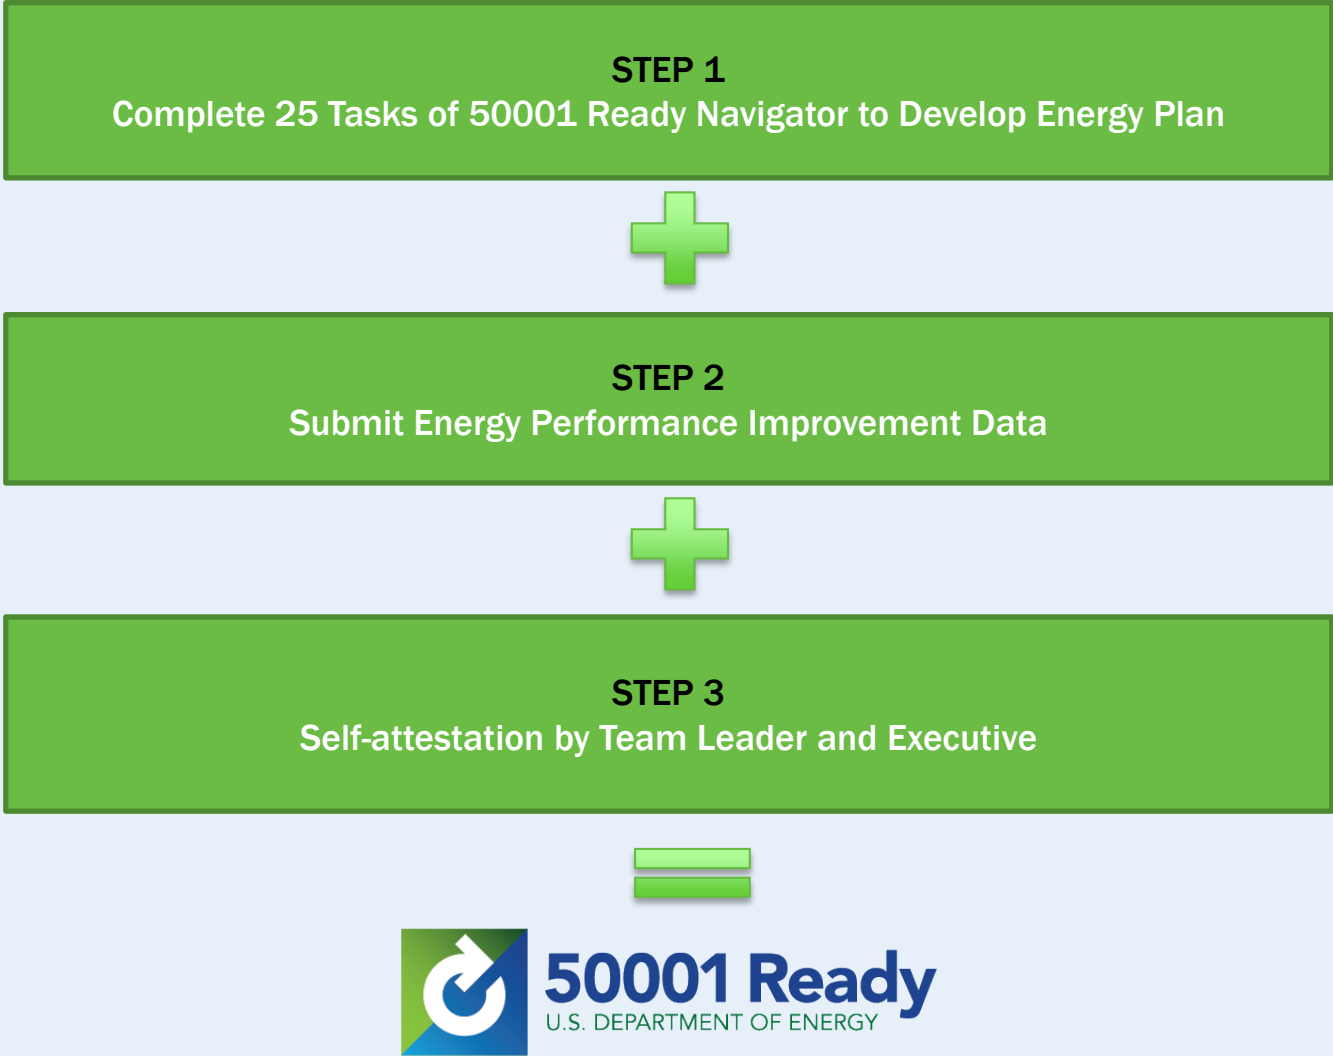 STEP 1
Complete 25 Tasks of 50001 Ready Navigator to Develop Energy Plan
STEP 2
Submit Energy Performance Improvement Data
STEP 3
Self-attestation by Team Leader and Executive
50001 Ready
U.S. DEPARTMENT OF ENERGY